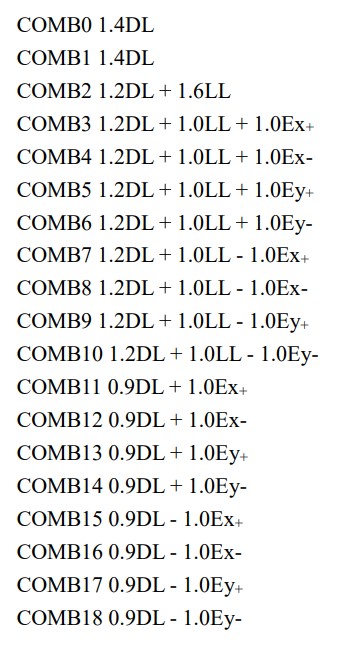 COMB0 1.4DL
COMB1 1.4DL
COMB2 1.2DL + 1.6LL
COMB3 1.2DL + 1.0LL + 1.0Ex+
COMB4 1.2DL + 1.0LL + 1.0Ex-
COMB5 1.2DL + 1.0LL + 1.0Ey+
COMB6 1.2DL + 1.0LL + 1.0Ey-
COMB7 1.2DL + 1.0LL - 1.0Ex+
COMB8 1.2DL + 1.0LL - 1.0Ex-
COMB9 1.2DL + 1.0LL - 1.0Ey+
COMB10 1.2DL + 1.0LL - 1.0Ey-
COMB11 0.9DL + 1.0Ex+
COMB12 0.9DL + 1.0Ex-
COMB13 0.9DL + 1.0Ey+
COMB14 0.9DL + 1.0Ey-
COMB15 0.9DL - 1.0Ex+
COMB16 0.9DL - 1.0Ex-
COMB17 0.9DL - 1.0Ey+
COMB18 0.9DL - 1.0Ey-